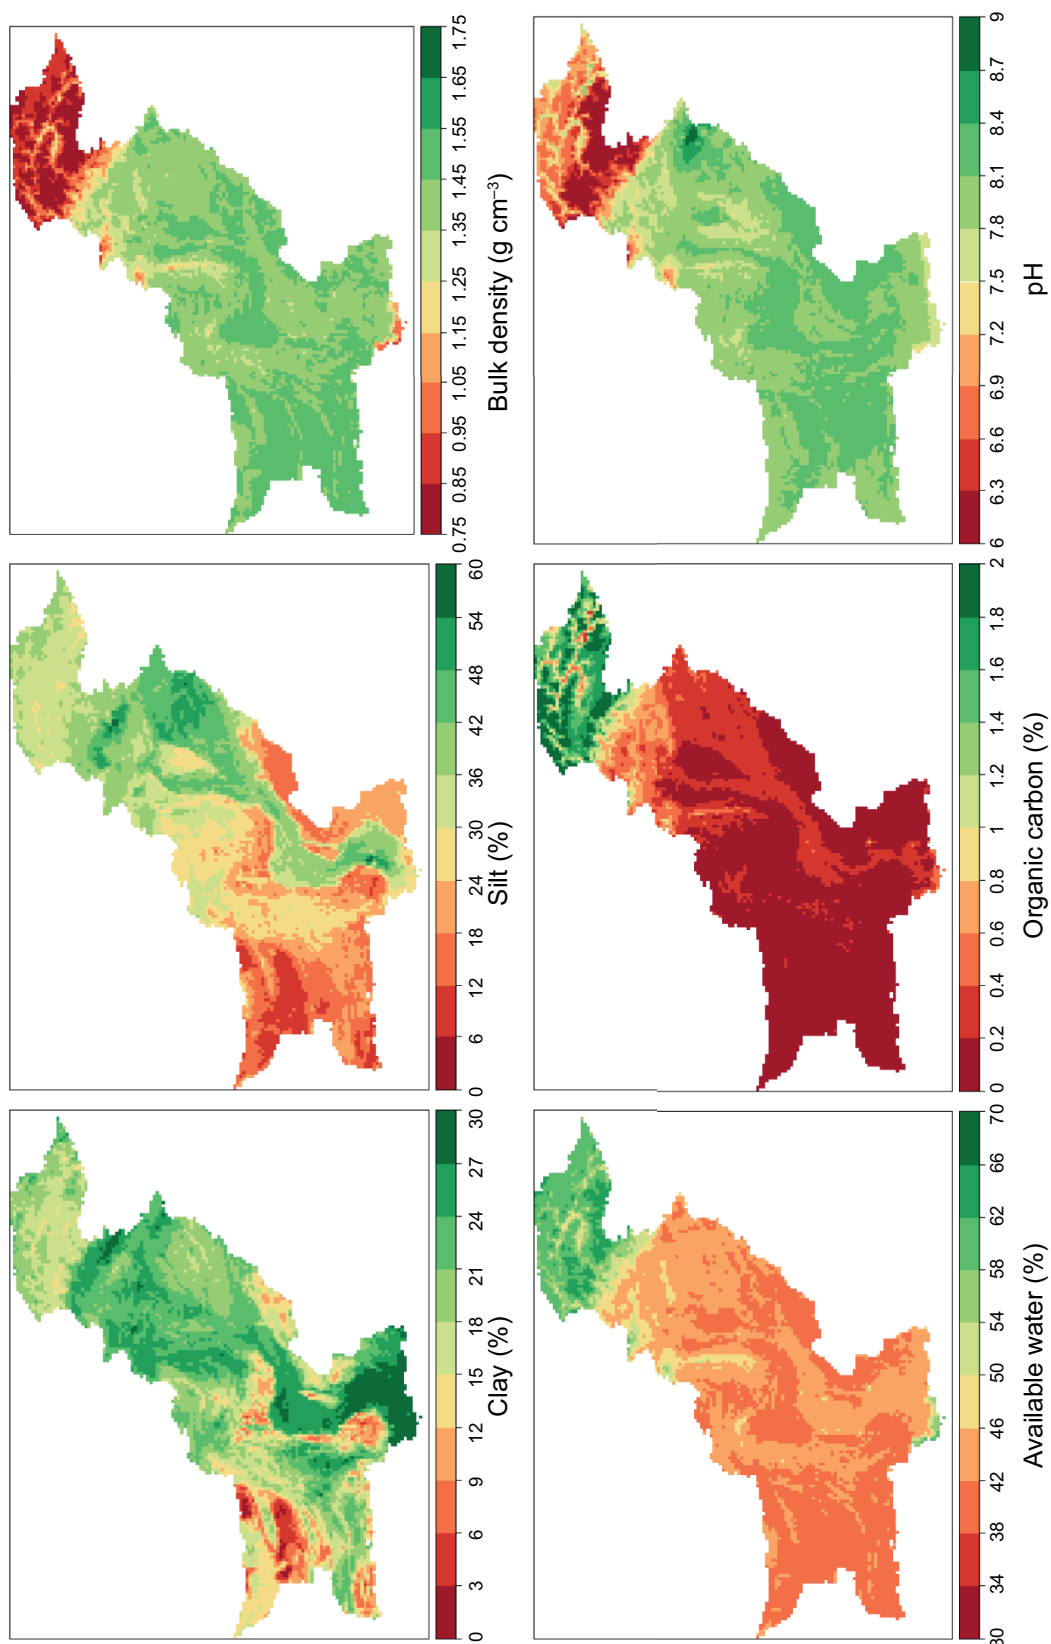 0 3 6 9 12 15 18 21 24 27 30
Clay (%)
0 6 12 18 24 30 36 42 48 54 60
Silt (%)
0.75 0.85 0.95 1.05 1.15 1.25 1.35 1.45 1.55 1.65 1.75
Bulk density (g cm⁻³)
30 34 38 42 46 50 54 58 62 66 70
Available water (%)
0 0.2 0.4 0.6 0.8 1 1.2 1.4 1.6 1.8 2
Organic carbon (%)
6 6.3 6.6 6.9 7.2 7.5 7.8 8.1 8.4 8.7 9
pH